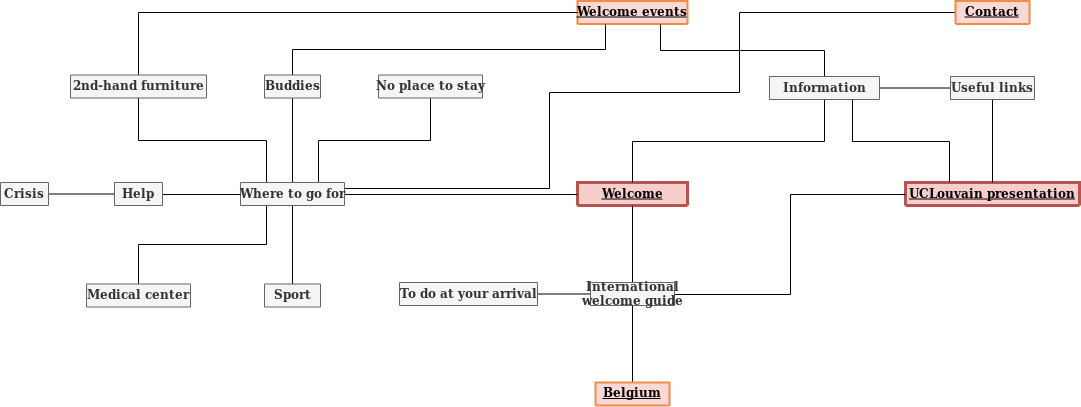 Welcome events
Contact
2nd-hand furniture
Buddies
No place to stay
Information
Useful links
Crisis
Help
Where to go for
Welcome
UCLouvain presentation
Medical center
Sport
To do at your arrival
International
welcome guide
Belgium